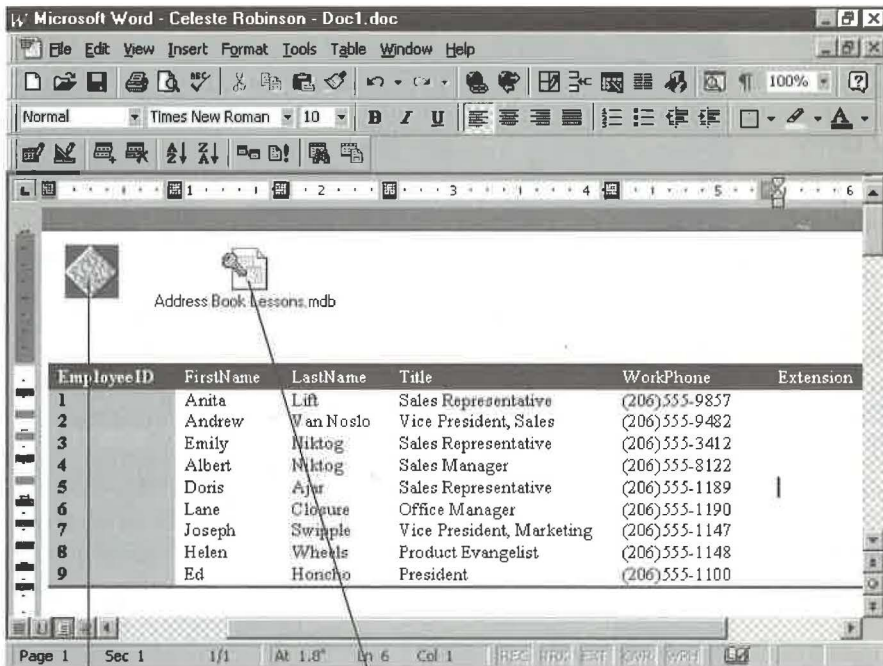 Microsoft Word - Celeste Robinson - Doc1.doc
File Edit View Insert Format Tools Table Window Help
100%
Normal Times New Roman 10 B I U A
1 2 3 4 5 6
Address Book Lessons.mdb
EmployeeID FirstName LastName Title WorkPhone Extension
1 Anita Lift Sales Representative (206)555-9857
2 Andrew Van Noslo Vice President, Sales (206)555-9482
3 Emily Niktog Sales Representative (206)555-3412
4 Albert Niktog Sales Manager (206)555-8122
5 Doris Ajar Sales Representative (206)555-1189
6 Lane Closure Office Manager (206)555-1190
7 Joseph Swipple Vice President, Marketing (206)555-1147
8 Helen Wheels Product Evangelist (206)555-1148
9 Ed Honcho President (206)555-1100
Page 1 Sec 1 1/1 At 1.8" Ln 6 Col 1 REC TRK EXT OVR WPH